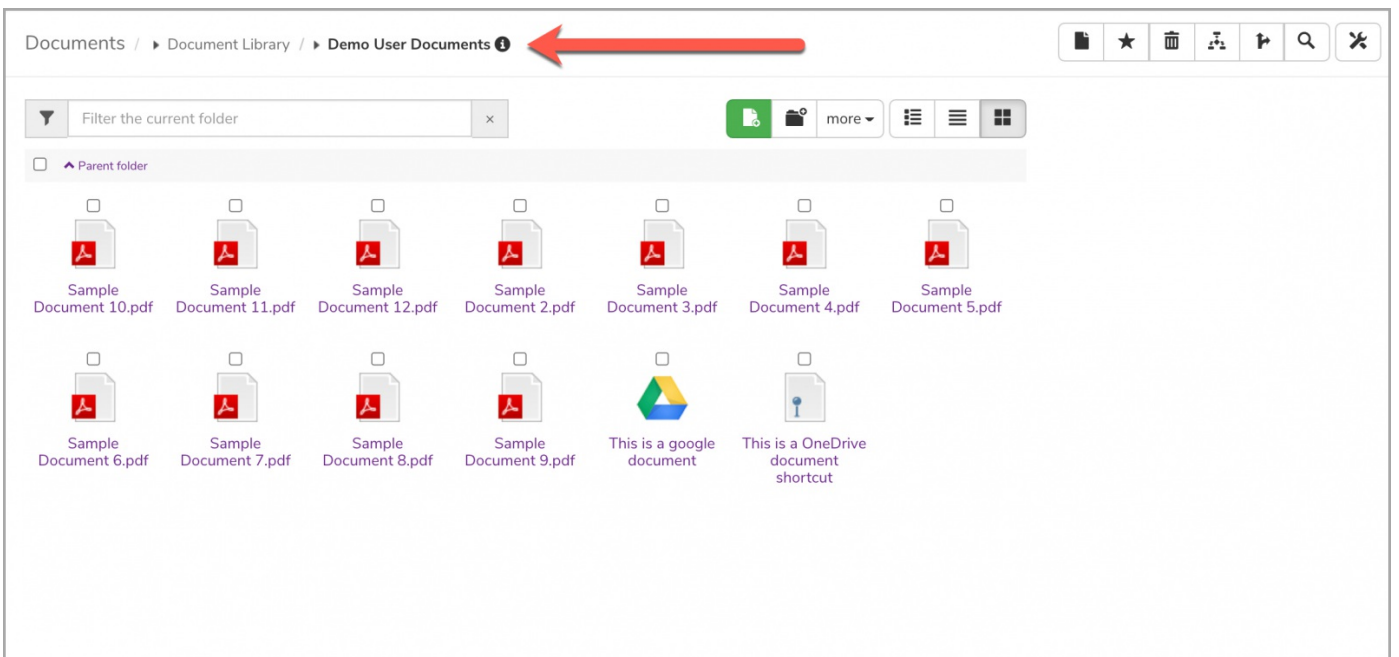 Documents / Document Library / Demo User Documents
Filter the current folder
more
Parent folder
Sample Document 10.pdf
Sample Document 11.pdf
Sample Document 12.pdf
Sample Document 2.pdf
Sample Document 3.pdf
Sample Document 4.pdf
Sample Document 5.pdf
Sample Document 6.pdf
Sample Document 7.pdf
Sample Document 8.pdf
Sample Document 9.pdf
This is a google document
This is a OneDrive document shortcut